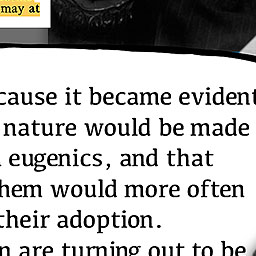 may at
cause it became evident
nature would be made
eugenics, and that
hem would more often
their adoption.
n are turning out to be